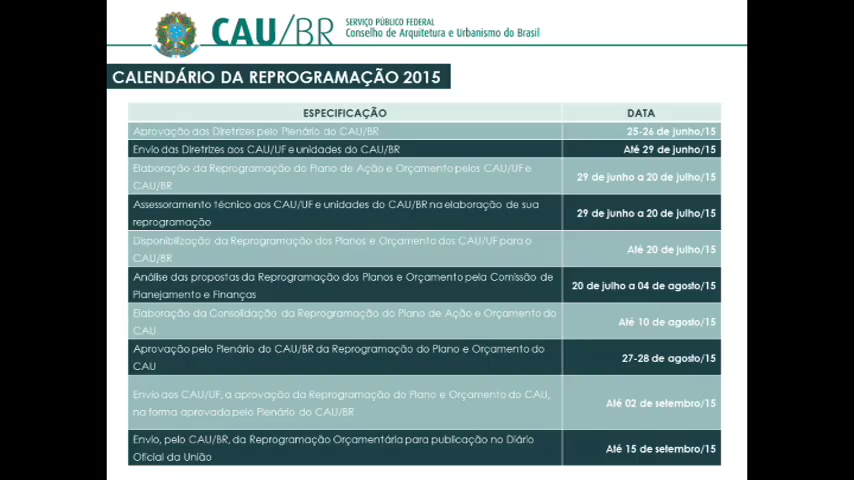 CAU/BR
SERVIÇO PÚBLICO FEDERAL
Conselho de Arquitetura e Urbanismo do Brasil
CALENDÁRIO DA REPROGRAMAÇÃO 2015
ESPECIFICAÇÃO DATA
Aprovação das Diretrizes pelo Plenário do CAU/BR 25-26 de junho/15
Envio das Diretrizes aos CAU/UF e unidades do CAU/BR Até 29 de junho/15
Elaboração da Reprogramação do Plano de Ação e Orçamento pelos CAU/UF e
CAU/BR
29 de junho a 20 de julho/15
Assessoramento técnico aos CAU/UF e unidades do CAU/BR na elaboração de sua
reprogramação
29 de junho a 20 de julho/15
Disponibilização da Reprogramação dos Planos e Orçamento dos CAU/UF para o
CAU/BR
Até 20 de julho/15
Análise das propostas da Reprogramação dos Planos e Orçamento pela Comissão de
Planejamento e Finanças
20 de julho a 04 de agosto/15
Elaboração da Consolidação da Reprogramação do Plano de Ação e Orçamento do
CAU
Até 10 de agosto/15
Aprovação pelo Plenário do CAU/BR da Reprogramação do Plano e Orçamento do
CAU
27-28 de agosto/15
Envio aos CAU/UF, a aprovação da Reprogramação do Plano e Orçamento do CAU,
na forma aprovada pelo Plenário do CAU/BR
Até 02 de setembro/15
Envio, pelo CAU/BR, da Reprogramação Orçamentária para publicação no Diário
Oficial da União
Até 15 de setembro/15